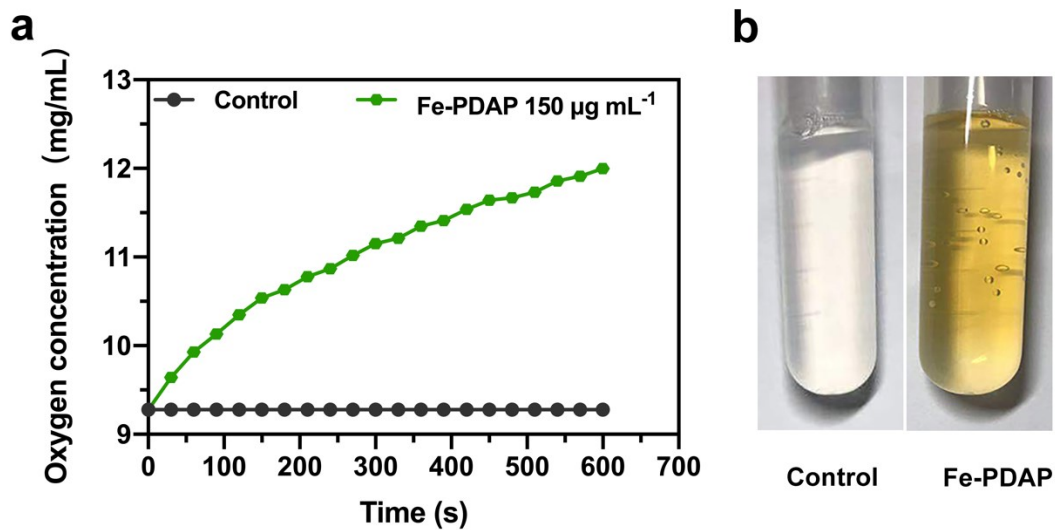 a
b
Oxygen concentration (mg/mL)
13
12
11
10
9
Control
Fe-PDAP 150 μg mL⁻¹
0 100 200 300 400 500 600 700
Time (s)
Control
Fe-PDAP